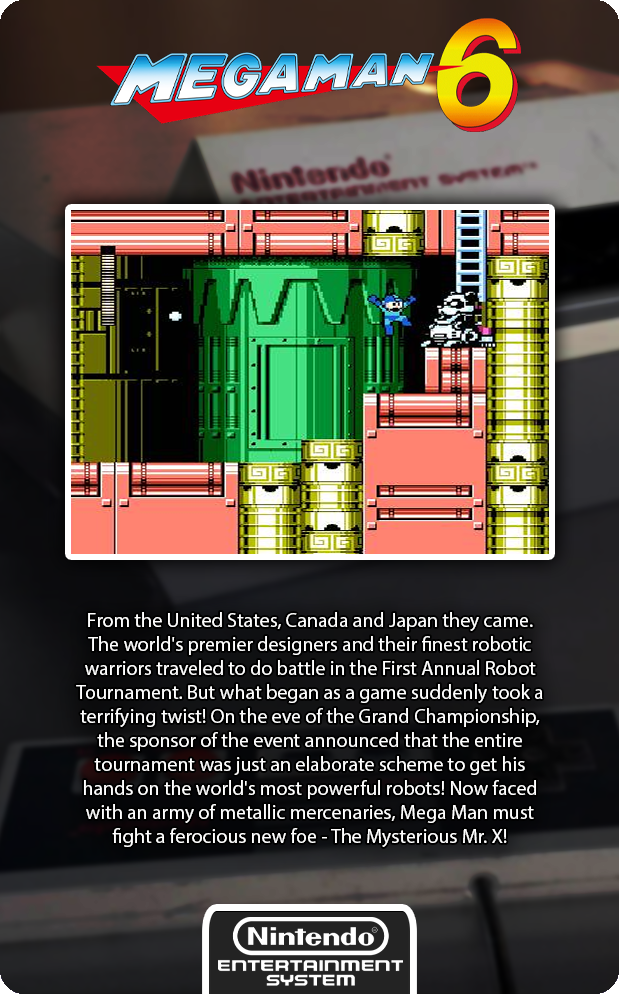 MEGAMAN 6
Nintendo
ENTERTAINMENT SYSTEM™
From the United States, Canada and Japan they came.
The world's premier designers and their finest robotic
warriors traveled to do battle in the First Annual Robot
Tournament. But what began as a game suddenly took a
terrifying twist! On the eve of the Grand Championship,
the sponsor of the event announced that the entire
tournament was just an elaborate scheme to get his
hands on the world's most powerful robots! Now faced
with an army of metallic mercenaries, Mega Man must
fight a ferocious new foe - The Mysterious Mr. X!
Nintendo®
ENTERTAINMENT
SYSTEM